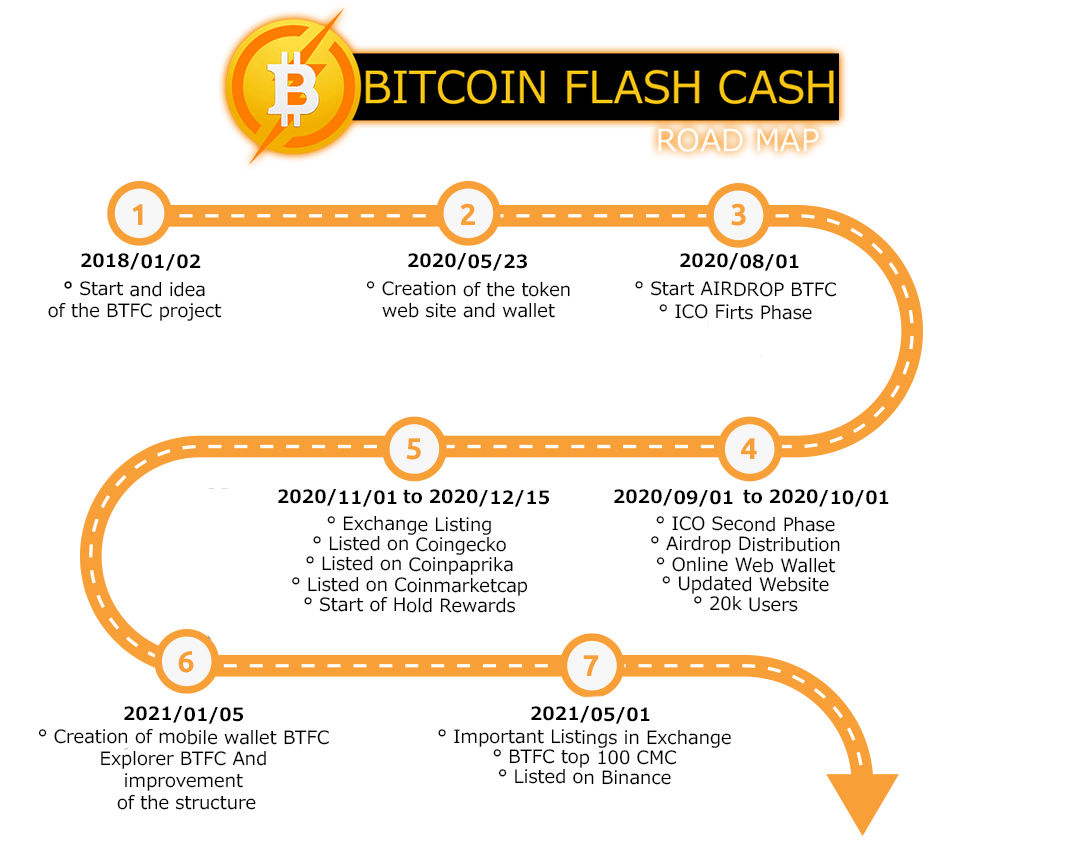 BITCOIN FLASH CASH
ROAD MAP
1
2018/01/02
° Start and idea
of the BTFC project
2
2020/05/23
° Creation of the token
web site and wallet
3
2020/08/01
° Start AIRDROP BTFC
° ICO Firts Phase
4
2020/09/01 to 2020/10/01
° ICO Second Phase
° Airdrop Distribution
° Online Web Wallet
° Updated Website
° 20k Users
5
2020/11/01 to 2020/12/15
° Exchange Listing
° Listed on Coingecko
° Listed on Coinpaprika
° Listed on Coinmarketcap
° Start of Hold Rewards
6
2021/01/05
° Creation of mobile wallet BTFC
Explorer BTFC And
improvement
of the structure
7
2021/05/01
° Important Listings in Exchange
° BTFC top 100 CMC
° Listed on Binance